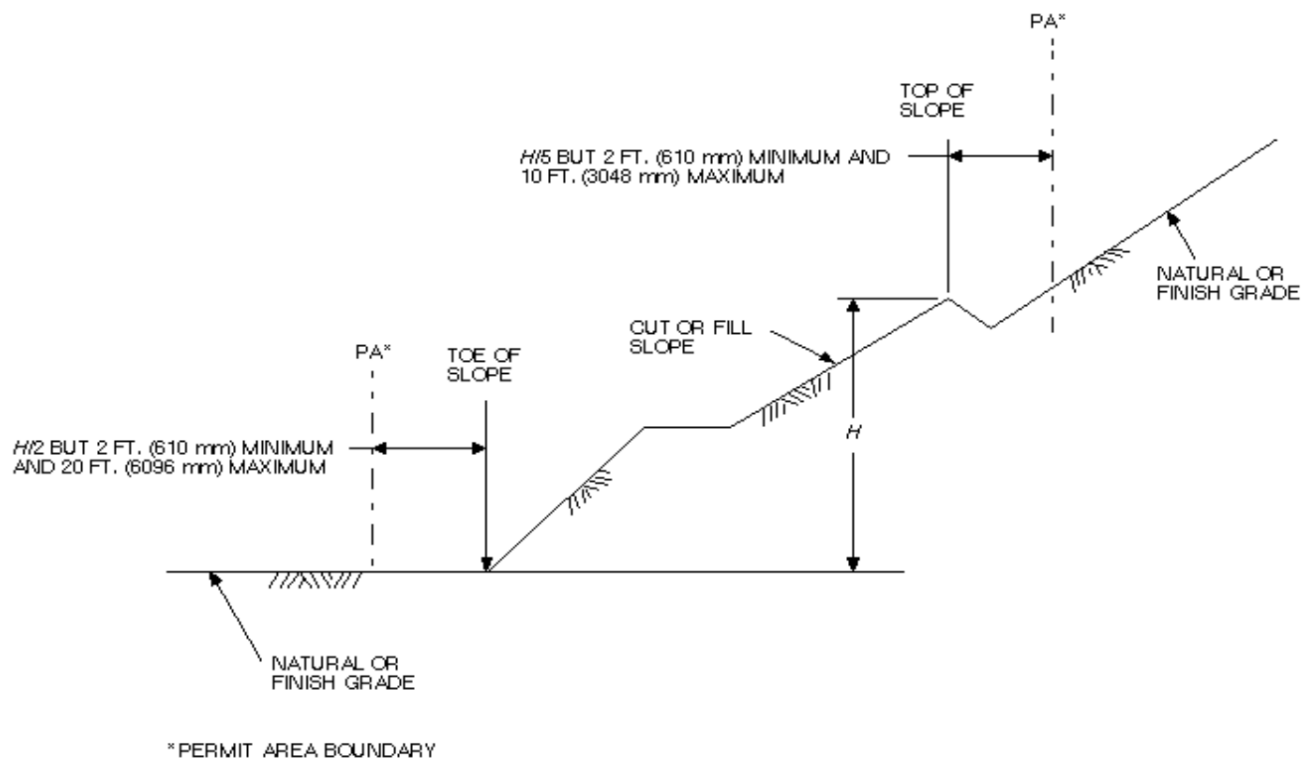 PA*
TOP OF
SLOPE
H/5 BUT 2 FT. (610 mm) MINIMUM AND
10 FT. (3048 mm) MAXIMUM
NATURAL OR
FINISH GRADE
CUT OR FILL
SLOPE
PA*
TOE OF
SLOPE
H
H/2 BUT 2 FT. (610 mm) MINIMUM
AND 20 FT. (6096 mm) MAXIMUM
NATURAL OR
FINISH GRADE
*PERMIT AREA BOUNDARY